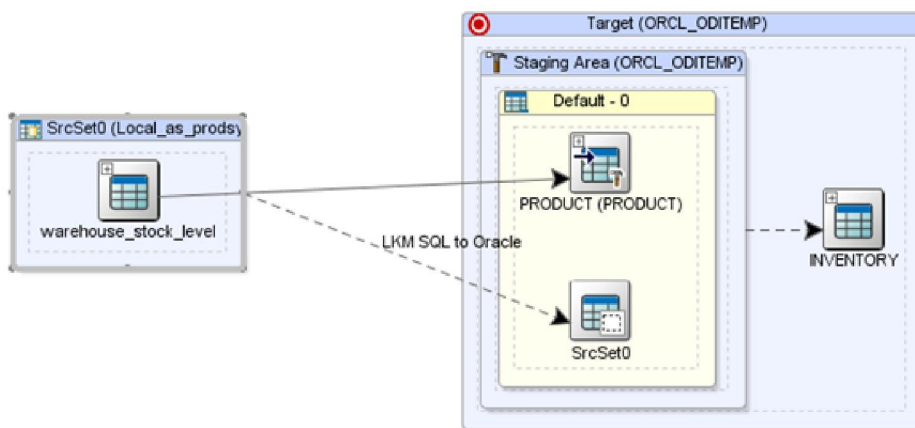 Target (ORCL_ODITEMP)
Staging Area (ORCL_ODITEMP)
Default - 0
SrcSet0 (Local_as_prodsy
warehouse_stock_level
PRODUCT (PRODUCT)
LKM SQL to Oracle
INVENTORY
SrcSet0